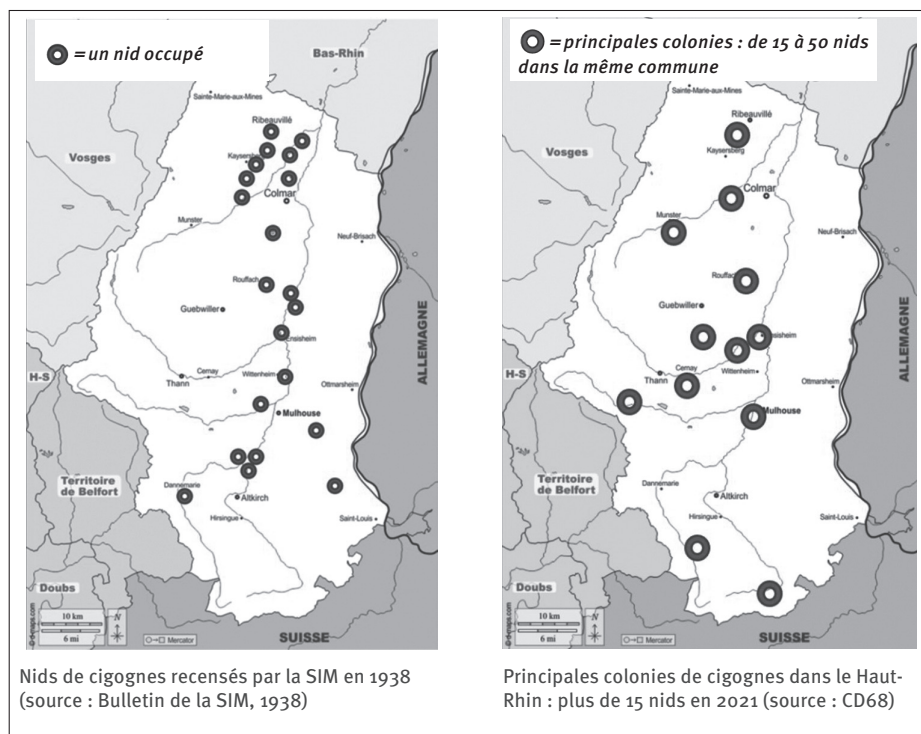 = un nid occupé
Bas-Rhin
Sainte-Marie-aux-Mines
Ribeauvillé
Vosges
Kaysersberg
Colmar
Munster
Neuf-Brisach
Rouffach
Guebwiller
Ensisheim
ALLEMAGNE
H-S
Thann
Cernay
Wittenheim
Ottmarsheim
Mulhouse
Territoire
de Belfort
Dannemarie
Altkirch
Hirsingue
Saint-Louis
Doubs
10 km
6 mi
N
Mercator
SUISSE
© d-maps.com
Nids de cigognes recensés par la SIM en 1938
(source : Bulletin de la SIM, 1938)
= principales colonies : de 15 à 50 nids
dans la même commune
Sainte-Marie-aux-Mines
Ribeauvillé
Vosges
Kaysersberg
Colmar
Munster
Neuf-Brisach
Rouffach
Guebwiller
Ensisheim
ALLEMAGNE
H-S
Thann
Cernay
Wittenheim
Ottmarsheim
Mulhouse
Territoire
de Belfort
Dannemarie
Altkirch
Hirsingue
Saint-Louis
Doubs
10 km
6 mi
N
Mercator
SUISSE
© d-maps.com
Principales colonies de cigognes dans le Haut-
Rhin : plus de 15 nids en 2021 (source : CD68)